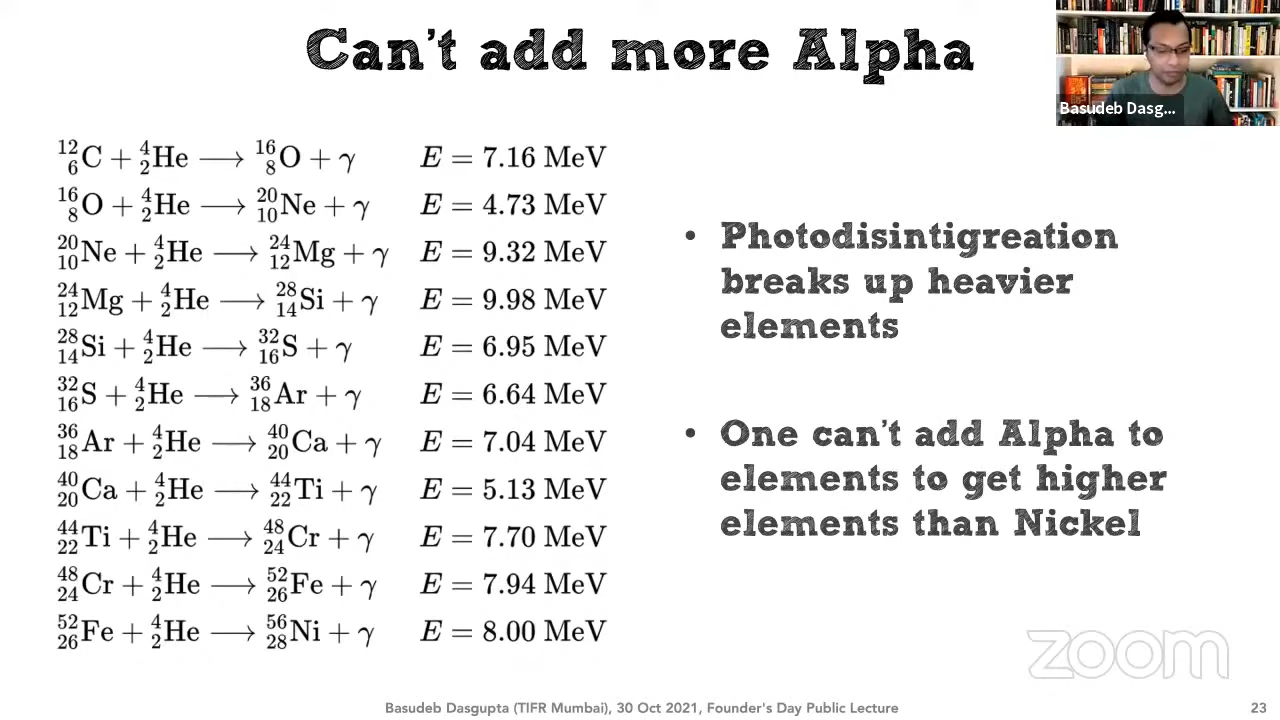 Can't add more Alpha
Basudeb Dasg...
¹²₆C + ⁴₂He ⟶ ¹⁶₈O + γ E = 7.16 MeV
¹⁶₈O + ⁴₂He ⟶ ²⁰₁₀Ne + γ E = 4.73 MeV
²⁰₁₀Ne + ⁴₂He ⟶ ²⁴₁₂Mg + γ E = 9.32 MeV
²⁴₁₂Mg + ⁴₂He ⟶ ²⁸₁₄Si + γ E = 9.98 MeV
²⁸₁₄Si + ⁴₂He ⟶ ³²₁₆S + γ E = 6.95 MeV
³²₁₆S + ⁴₂He ⟶ ³⁶₁₈Ar + γ E = 6.64 MeV
³⁶₁₈Ar + ⁴₂He ⟶ ⁴⁰₂₀Ca + γ E = 7.04 MeV
⁴⁰₂₀Ca + ⁴₂He ⟶ ⁴⁴₂₂Ti + γ E = 5.13 MeV
⁴⁴₂₂Ti + ⁴₂He ⟶ ⁴⁸₂₄Cr + γ E = 7.70 MeV
⁴⁸₂₄Cr + ⁴₂He ⟶ ⁵²₂₆Fe + γ E = 7.94 MeV
⁵²₂₆Fe + ⁴₂He ⟶ ⁵⁶₂₈Ni + γ E = 8.00 MeV
• Photodisintigreation
breaks up heavier
elements
• One can't add Alpha to
elements to get higher
elements than Nickel
zoom
Basudeb Dasgupta (TIFR Mumbai), 30 Oct 2021, Founder's Day Public Lecture
23